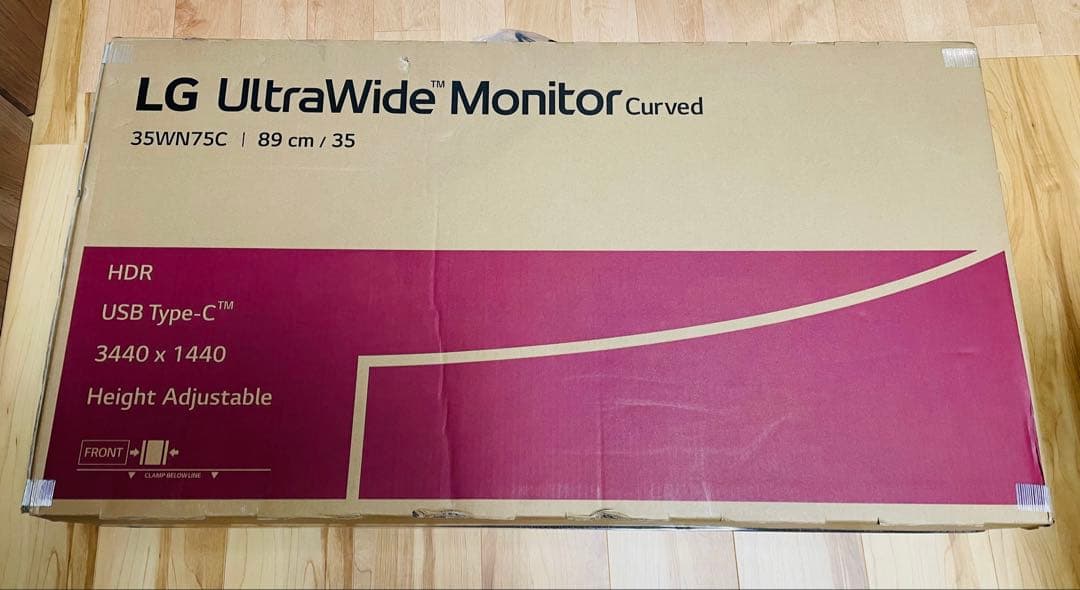 LG UltraWide™ Monitor Curved
35WN75C | 89 cm / 35
HDR
USB Type-C™
3440 x 1440
Height Adjustable
FRONT
CLAMP BELOW LINE